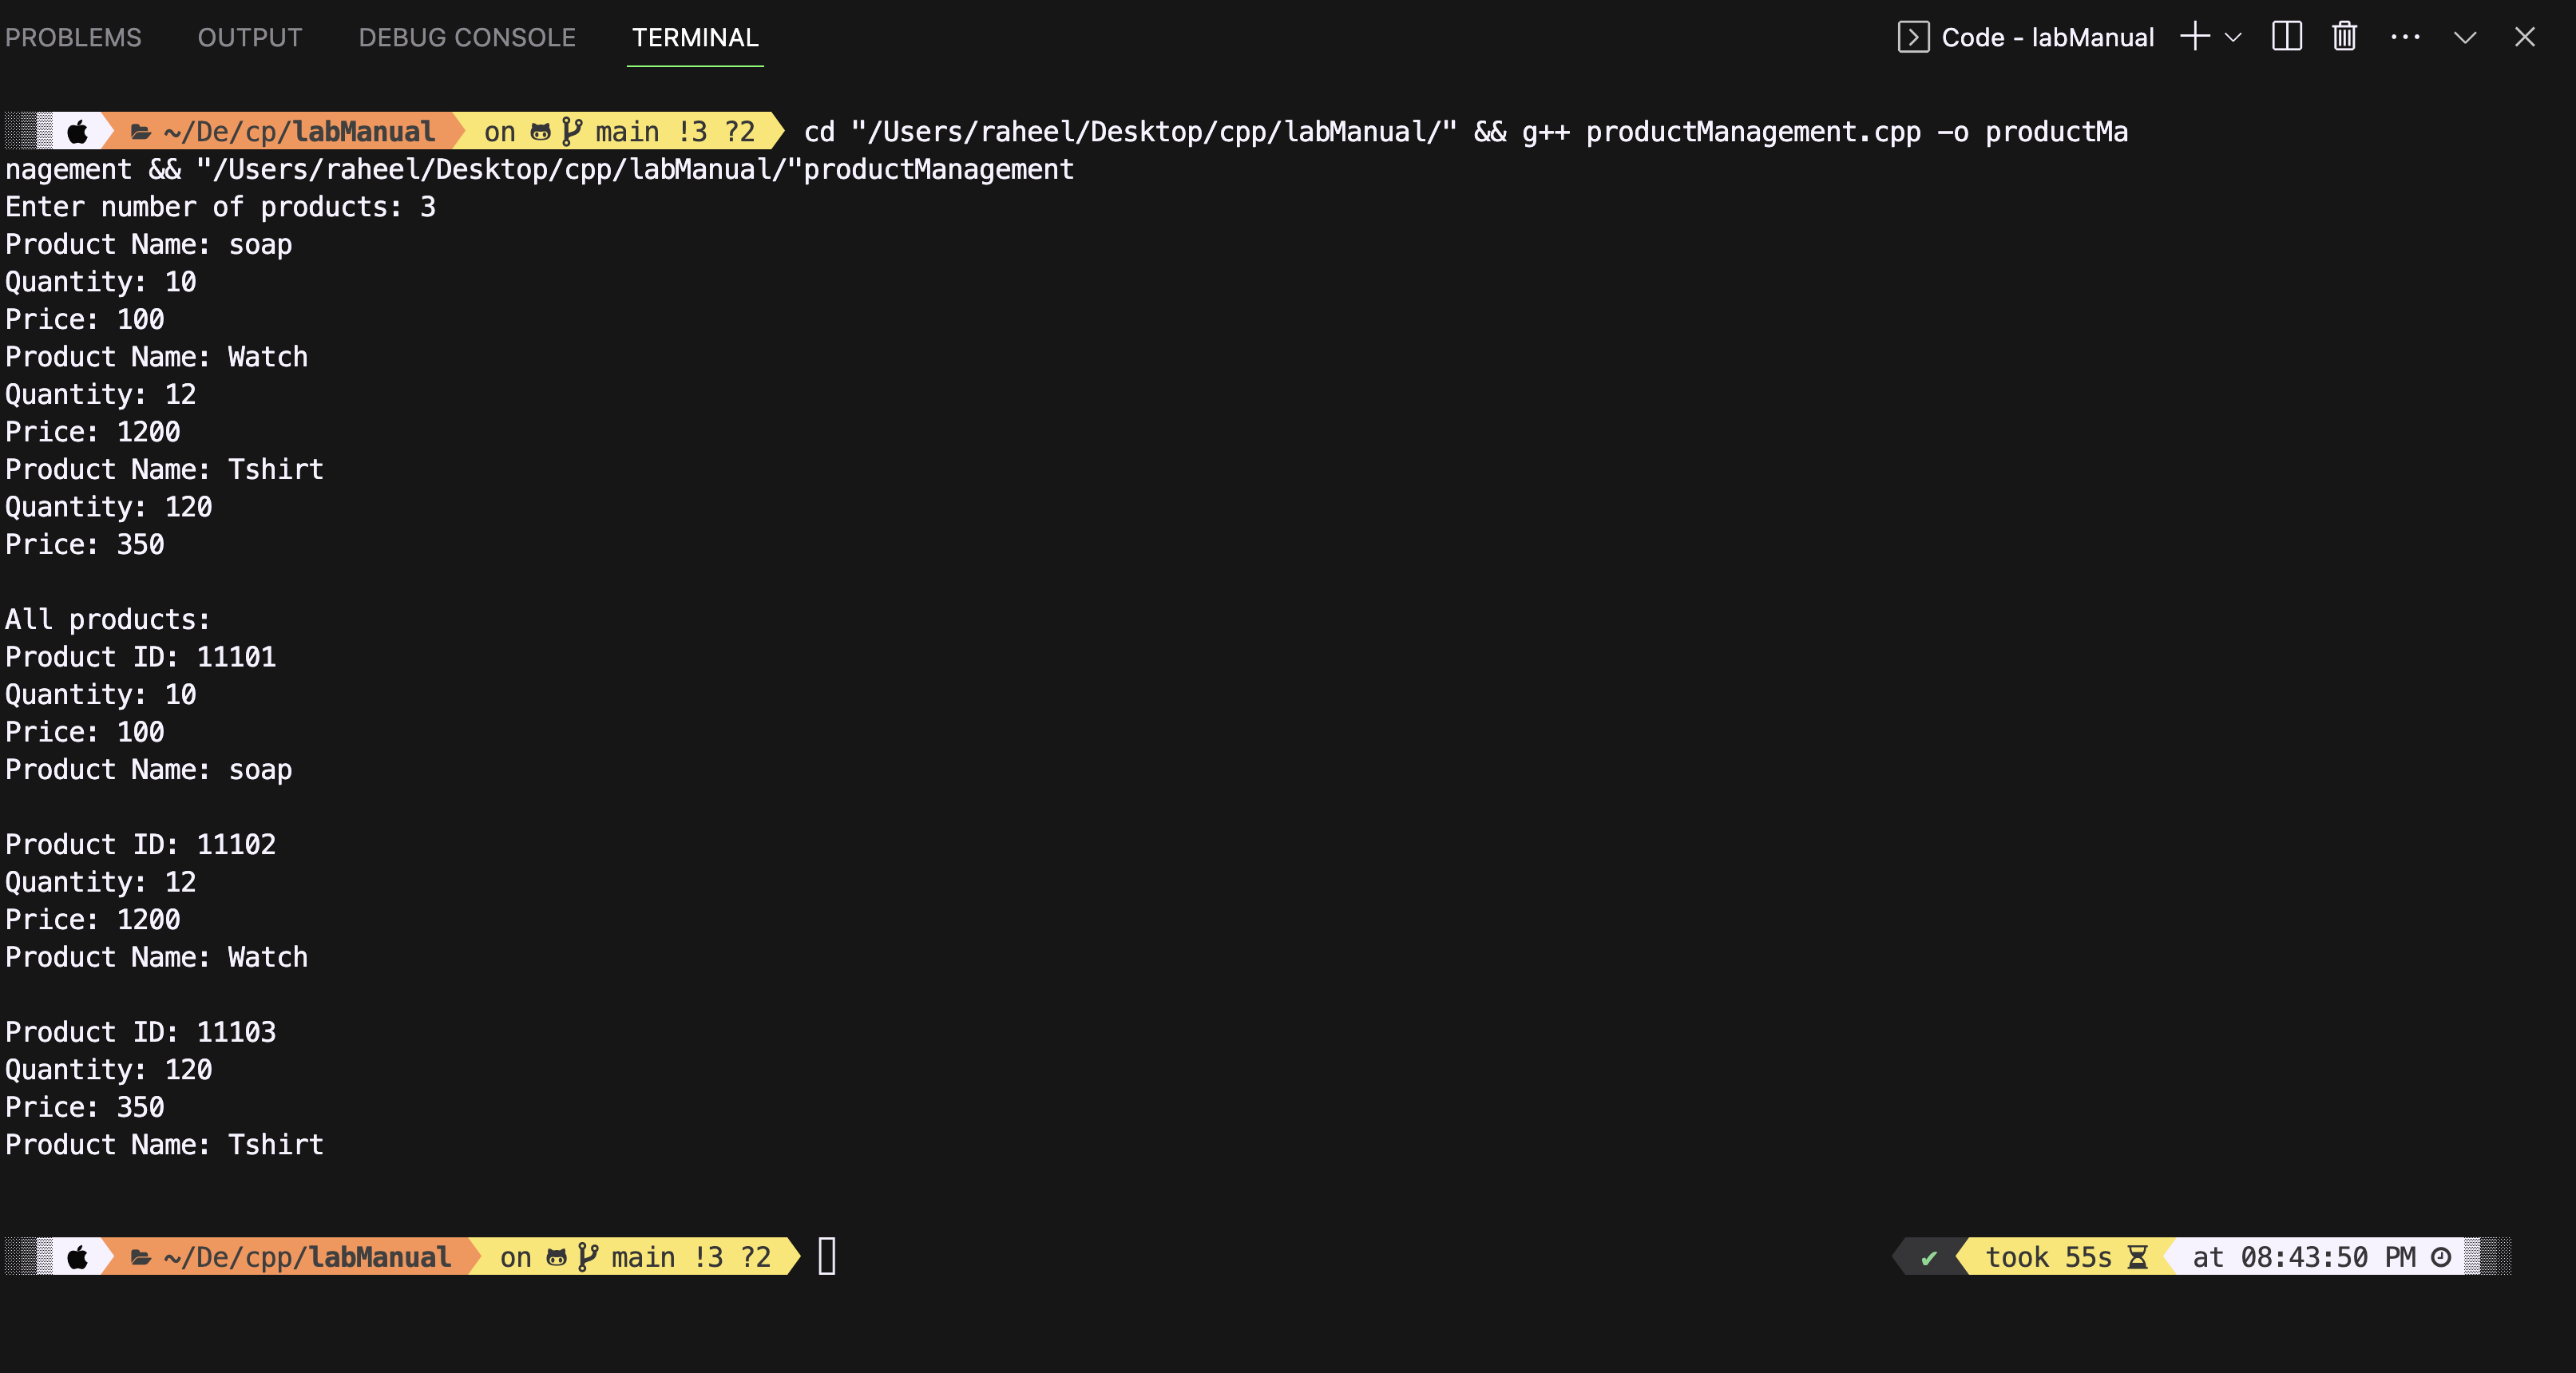 PROBLEMS OUTPUT DEBUG CONSOLE TERMINAL Code - labManual
~/De/cp/labManual on main !3 ?2 cd "/Users/raheel/Desktop/cpp/labManual/" && g++ productManagement.cpp -o productMa
nagement && "/Users/raheel/Desktop/cpp/labManual/"productManagement
Enter number of products: 3
Product Name: soap
Quantity: 10
Price: 100
Product Name: Watch
Quantity: 12
Price: 1200
Product Name: Tshirt
Quantity: 120
Price: 350
All products:
Product ID: 11101
Quantity: 10
Price: 100
Product Name: soap
Product ID: 11102
Quantity: 12
Price: 1200
Product Name: Watch
Product ID: 11103
Quantity: 120
Price: 350
Product Name: Tshirt
~/De/cpp/labManual on main !3 ?2 ✔ took 55s at 08:43:50 PM